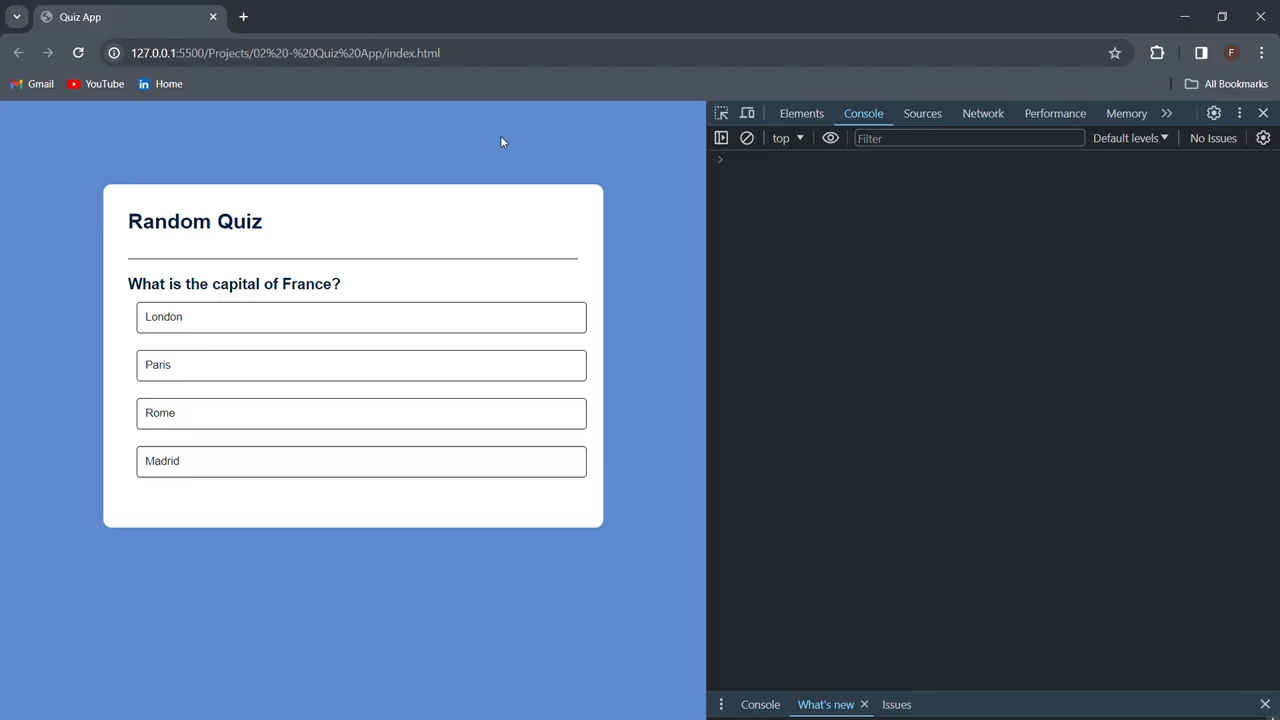 Quiz App
127.0.0.1:5500/Projects/02%20-%20Quiz%20App/index.html
F
Gmail YouTube in Home All Bookmarks
Elements Console Sources Network Performance Memory
top Filter Default levels No Issues
Random Quiz
What is the capital of France?
London
Paris
Rome
Madrid
Console What's new Issues